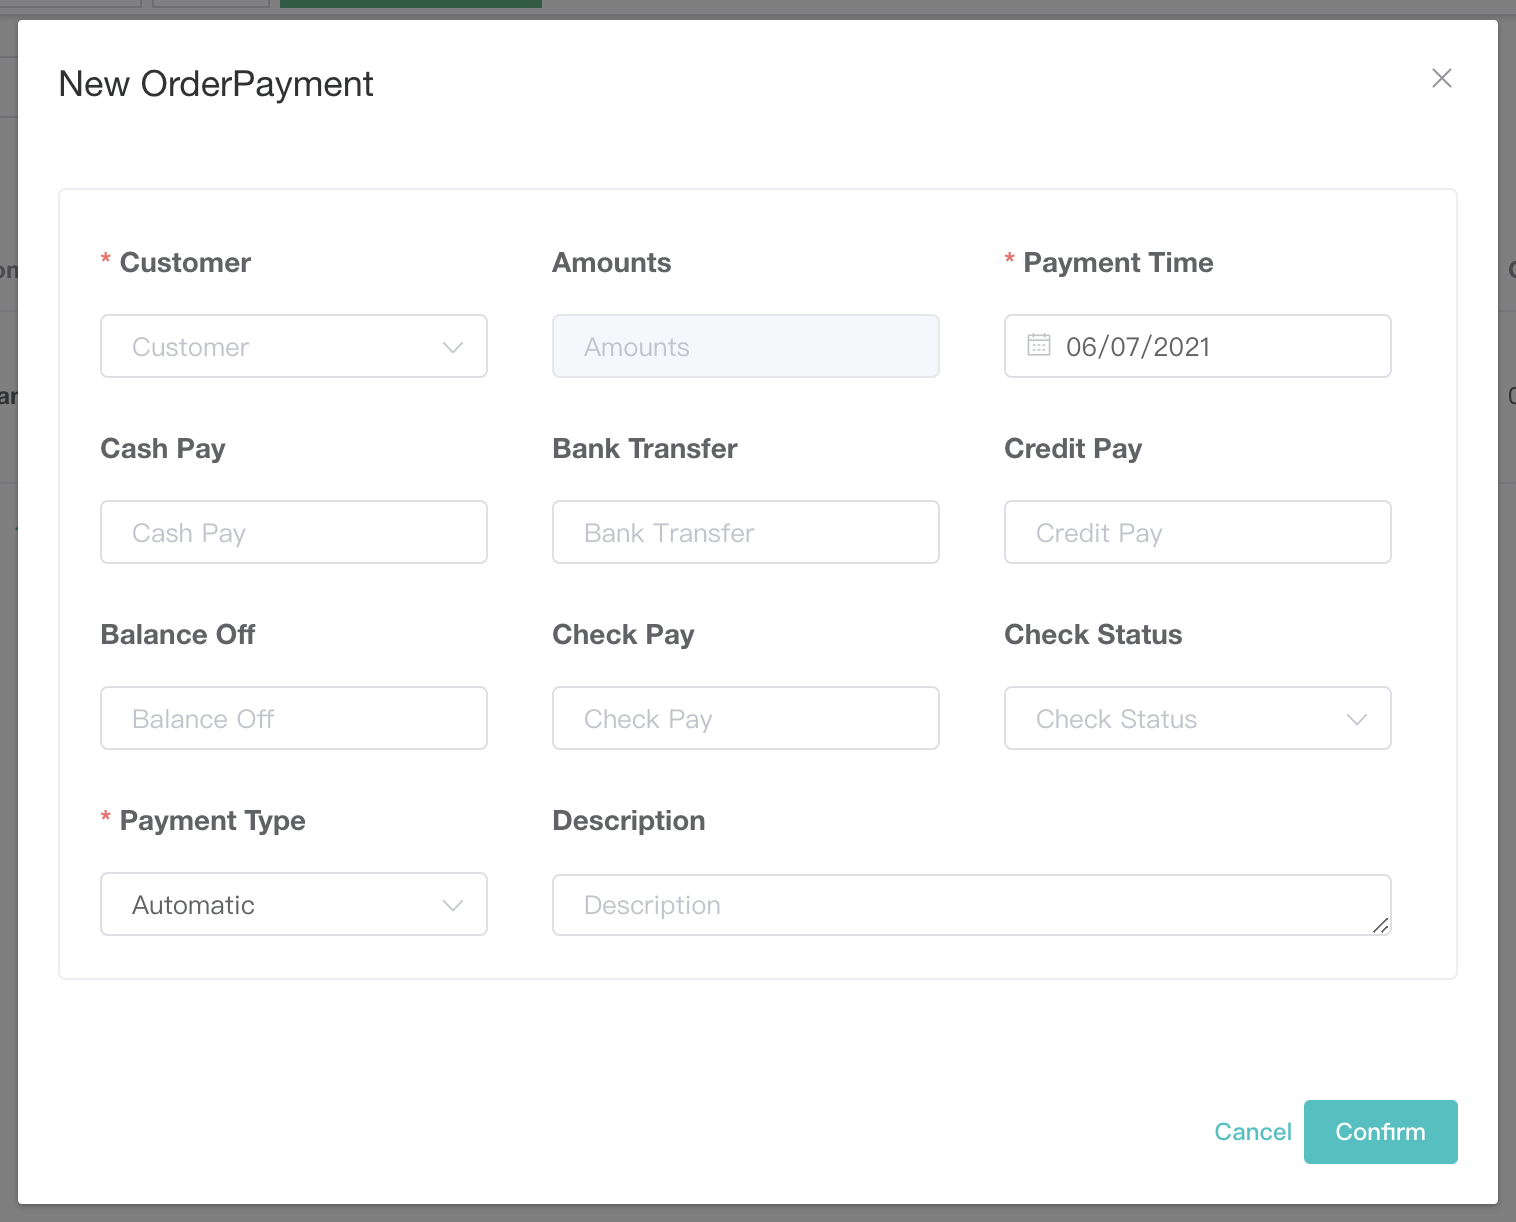 New OrderPayment
* Customer
Amounts
* Payment Time
Customer
Amounts
06/07/2021
Cash Pay
Bank Transfer
Credit Pay
Cash Pay
Bank Transfer
Credit Pay
Balance Off
Check Pay
Check Status
Balance Off
Check Pay
Check Status
* Payment Type
Description
Automatic
Description
Cancel
Confirm